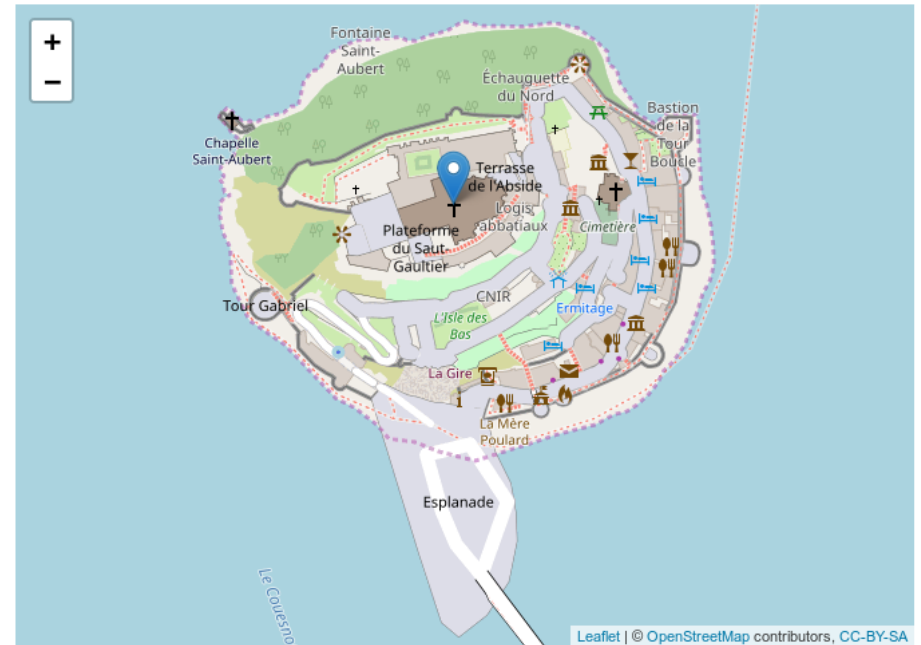 +
−
Fontaine
Saint-
Aubert
Échauguette
du Nord
Bastion
de la
Tour
Boucle
Chapelle
Saint-Aubert
Terrasse
de l'Abside
Logis
abbatiaux
Cimetière
Plateforme
du Saut-
Gaultier
CNIR
Tour Gabriel
L'Isle des
Bas
Ermitage
La Gire
La Mère
Poulard
Esplanade
Le Couesno
Leaflet | © OpenStreetMap contributors, CC-BY-SA